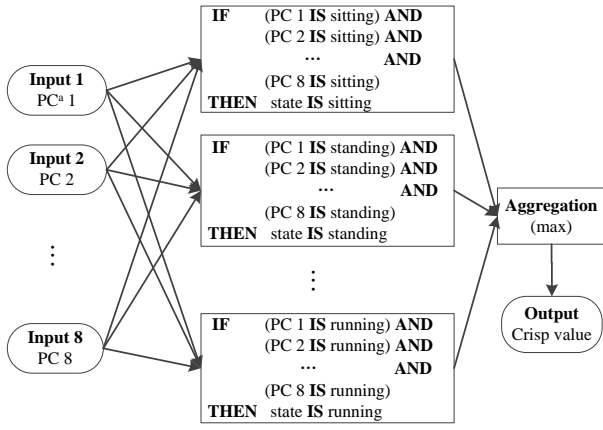 IF (PC 1 IS sitting) AND
(PC 2 IS sitting) AND
... AND
(PC 8 IS sitting)
THEN state IS sitting
Input 1
PCᵃ 1
Input 2
PC 2
⋮
Input 8
PC 8
IF (PC 1 IS standing) AND
(PC 2 IS standing) AND
... AND
(PC 8 IS standing)
THEN state IS standing
⋮
IF (PC 1 IS running) AND
(PC 2 IS running) AND
... AND
(PC 8 IS running)
THEN state IS running
Aggregation
(max)
Output
Crisp value